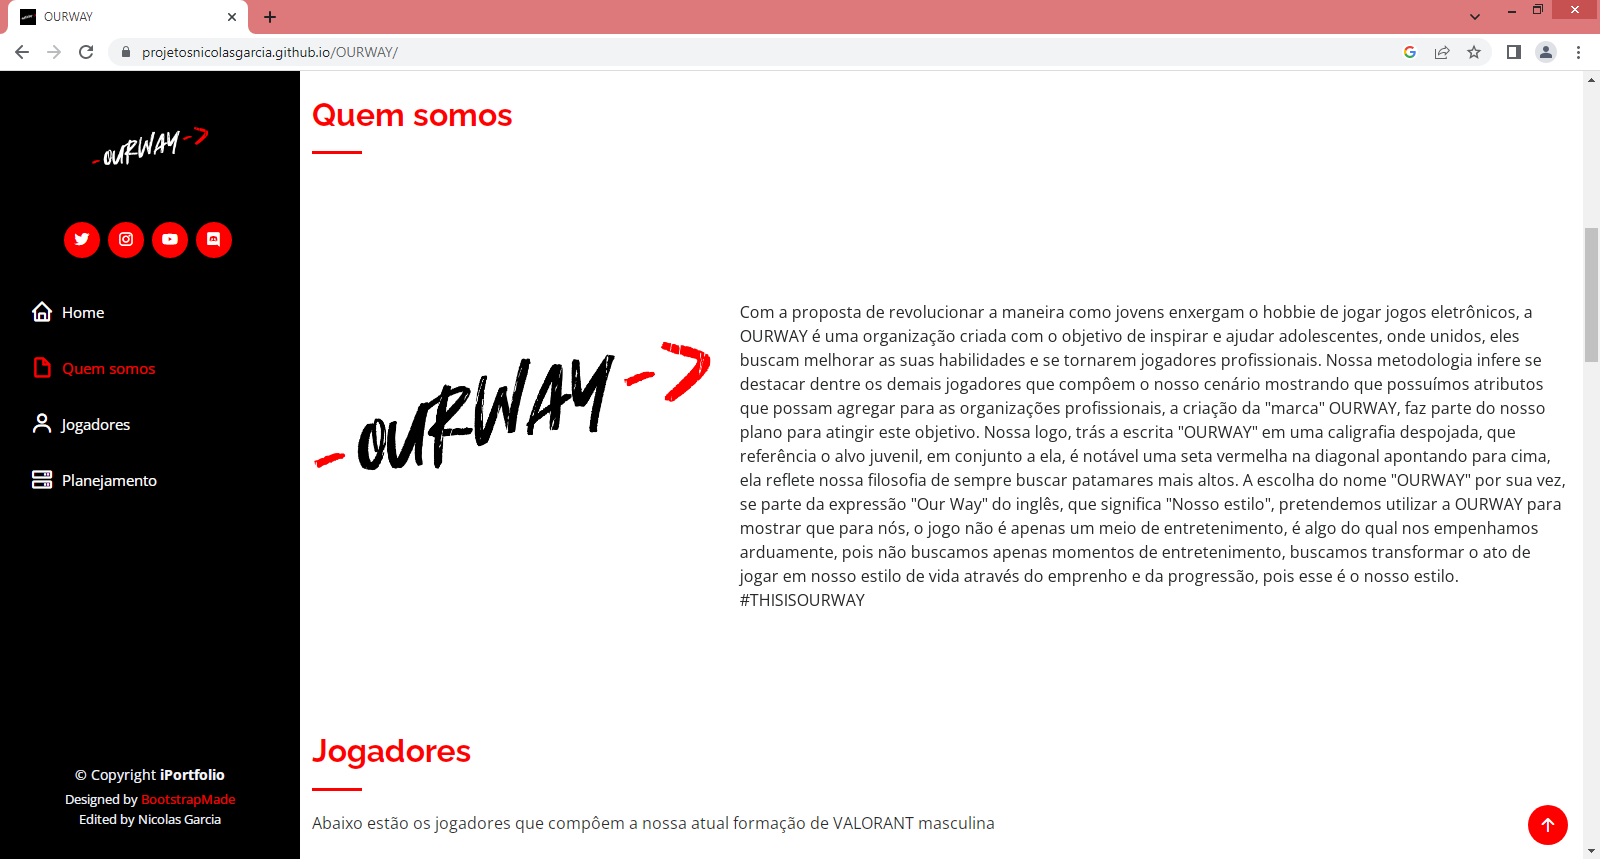 OURWAY
projetosnicolasgarcia.github.io/OURWAY/
OURWAY
Home
Quem somos
Jogadores
Planejamento
© Copyright iPortfolio
Designed by BootstrapMade
Edited by Nicolas Garcia
Quem somos
OURWAY
Com a proposta de revolucionar a maneira como jovens enxergam o hobbie de jogar jogos eletrônicos, a
OURWAY é uma organização criada com o objetivo de inspirar e ajudar adolescentes, onde unidos, eles
buscam melhorar as suas habilidades e se tornarem jogadores profissionais. Nossa metodologia infere se
destacar dentre os demais jogadores que compôem o nosso cenário mostrando que possuímos atributos
que possam agregar para as organizações profissionais, a criação da "marca" OURWAY, faz parte do nosso
plano para atingir este objetivo. Nossa logo, trás a escrita "OURWAY" em uma caligrafia despojada, que
referência o alvo juvenil, em conjunto a ela, é notável uma seta vermelha na diagonal apontando para cima,
ela reflete nossa filosofia de sempre buscar patamares mais altos. A escolha do nome "OURWAY" por sua vez,
se parte da expressão "Our Way" do inglês, que significa "Nosso estilo", pretendemos utilizar a OURWAY para
mostrar que para nós, o jogo não é apenas um meio de entretenimento, é algo do qual nos empenhamos
arduamente, pois não buscamos apenas momentos de entretenimento, buscamos transformar o ato de
jogar em nosso estilo de vida através do emprenho e da progressão, pois esse é o nosso estilo.
#THISISOURWAY
Jogadores
Abaixo estão os jogadores que compôem a nossa atual formação de VALORANT masculina